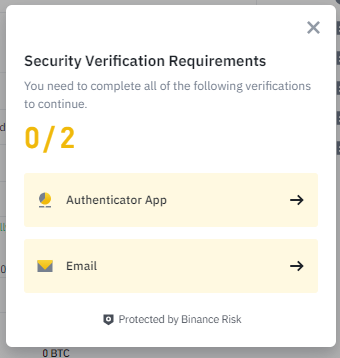 Security Verification Requirements
You need to complete all of the following verifications
to continue.
0/2
Authenticator App
Email
Protected by Binance Risk
0 BTC